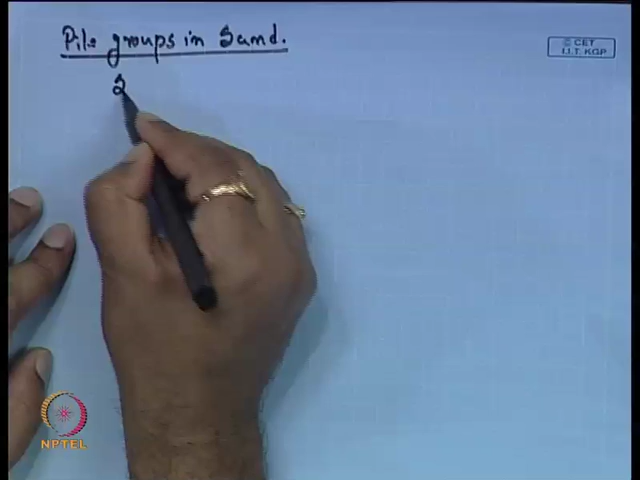 Pile groups in Sand.
S
© CET
I.I.T. KGP
NPTEL